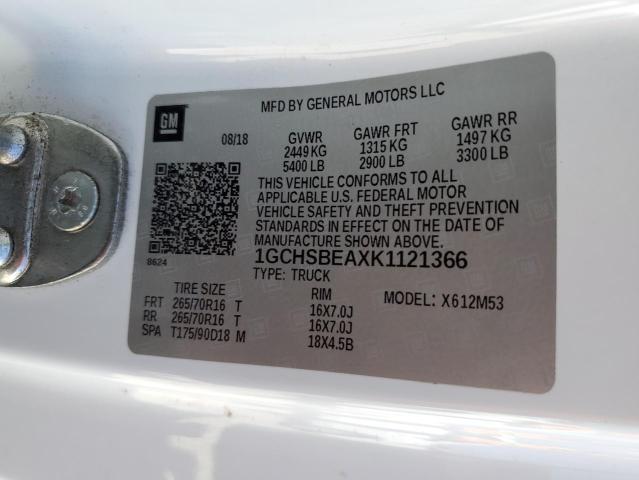 GM
MFD BY GENERAL MOTORS LLC
08/18 GVWR GAWR FRT GAWR RR
2449 KG 1315 KG 1497 KG
5400 LB 2900 LB 3300 LB
THIS VEHICLE CONFORMS TO ALL
APPLICABLE U.S. FEDERAL MOTOR
VEHICLE SAFETY AND THEFT PREVENTION
STANDARDS IN EFFECT ON THE DATE OF
MANUFACTURE SHOWN ABOVE.
8624 1GCHSBEAXK1121366
TYPE: TRUCK
TIRE SIZE RIM MODEL: X612M53
FRT 265/70R16 T 16X7.0J
RR 265/70R16 T 16X7.0J
SPA T175/90D18 M 18X4.5B